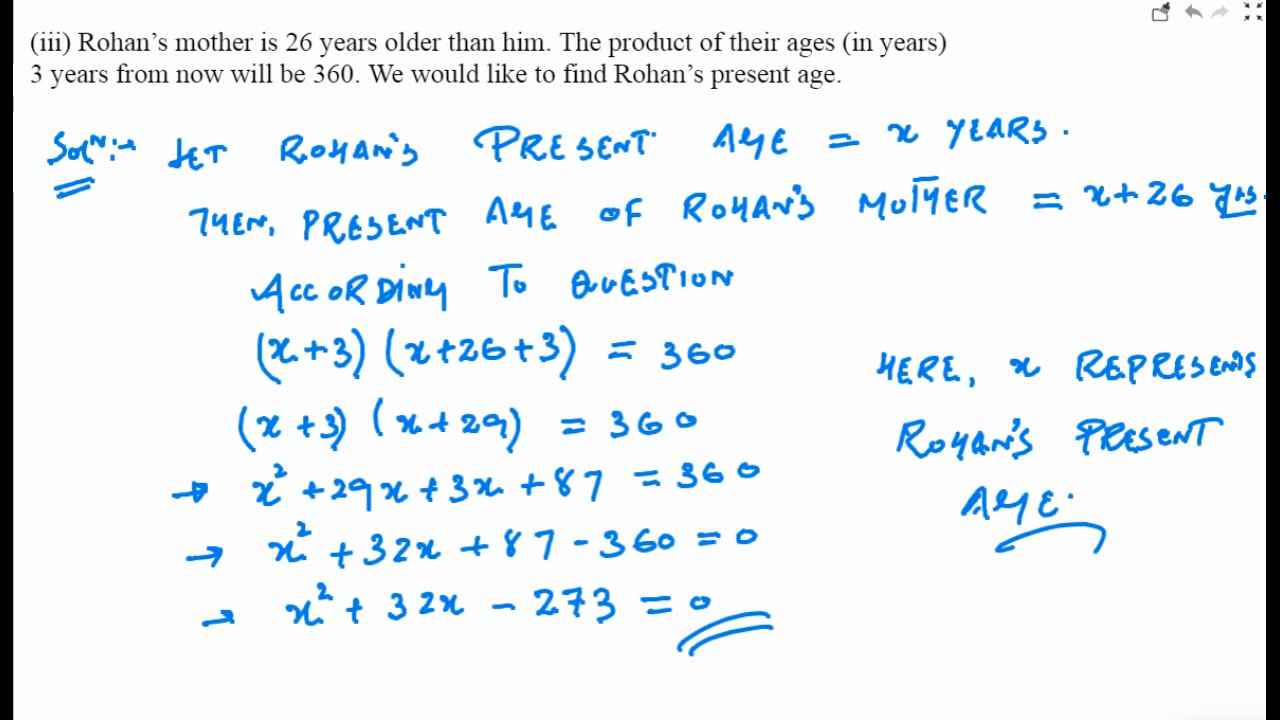 (iii) Rohan’s mother is 26 years older than him. The product of their ages (in years)
3 years from now will be 360. We would like to find Rohan’s present age.
Solⁿ:→ LET ROHAN'S PRESENT AGE = x YEARS.
THEN, PRESENT AGE OF ROHAN'S MOTHER = x+26 yrs.
ACCORDING TO QUESTION
(x+3) (x+26+3) = 360
(x+3) (x+29) = 360
→ x² +29x+3x+87 = 360
→ x² +32x+87-360=0
→ x²+32x-273=0
HERE, x REPRESENTS
ROHAN'S PRESENT
AGE.